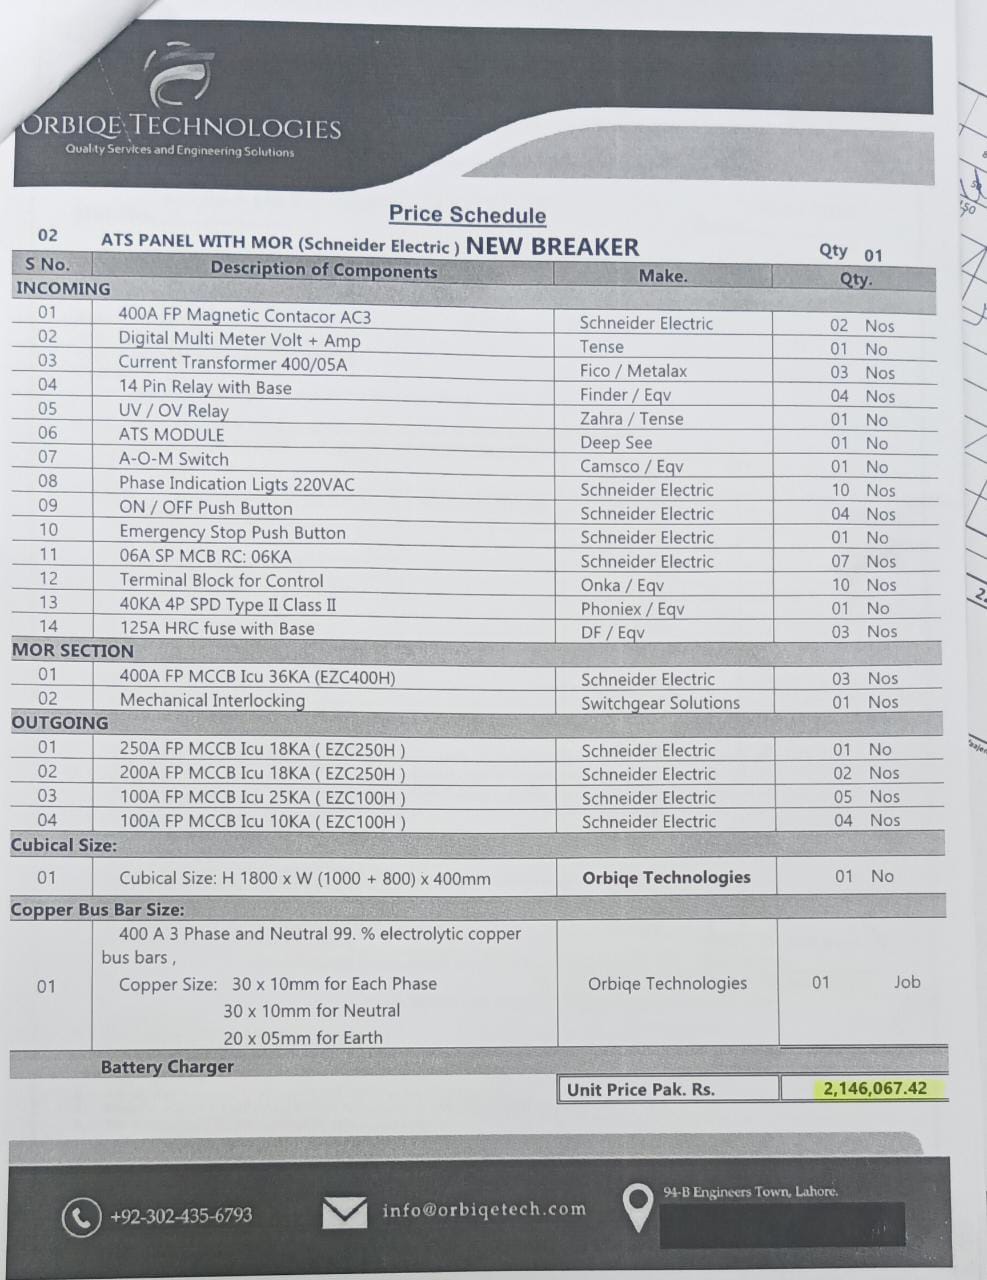 ORBIQE TECHNOLOGIES
Quality Services and Engineering Solutions
Price Schedule
02 ATS PANEL WITH MOR (Schneider Electric ) NEW BREAKER Qty 01
S No. Description of Components Make. Qty.
INCOMING
01 400A FP Magnetic Contacor AC3 Schneider Electric 02 Nos
02 Digital Multi Meter Volt + Amp Tense 01 No
03 Current Transformer 400/05A Fico / Metalax 03 Nos
04 14 Pin Relay with Base Finder / Eqv 04 Nos
05 UV / OV Relay Zahra / Tense 01 No
06 ATS MODULE Deep See 01 No
07 A-O-M Switch Camsco / Eqv 01 No
08 Phase Indication Ligts 220VAC Schneider Electric 10 Nos
09 ON / OFF Push Button Schneider Electric 04 Nos
10 Emergency Stop Push Button Schneider Electric 01 No
11 06A SP MCB RC: 06KA Schneider Electric 07 Nos
12 Terminal Block for Control Onka / Eqv 10 Nos
13 40KA 4P SPD Type II Class II Phoniex / Eqv 01 No
14 125A HRC fuse with Base DF / Eqv 03 Nos
MOR SECTION
01 400A FP MCCB Icu 36KA (EZC400H) Schneider Electric 03 Nos
02 Mechanical Interlocking Switchgear Solutions 01 Nos
OUTGOING
01 250A FP MCCB Icu 18KA ( EZC250H ) Schneider Electric 01 No
02 200A FP MCCB Icu 18KA ( EZC250H ) Schneider Electric 02 Nos
03 100A FP MCCB Icu 25KA ( EZC100H ) Schneider Electric 05 Nos
04 100A FP MCCB Icu 10KA ( EZC100H ) Schneider Electric 04 Nos
Cubical Size:
01 Cubical Size: H 1800 x W (1000 + 800) x 400mm Orbiqe Technologies 01 No
Copper Bus Bar Size:
400 A 3 Phase and Neutral 99. % electrolytic copper
bus bars ,
01 Copper Size: 30 x 10mm for Each Phase Orbiqe Technologies 01 Job
30 x 10mm for Neutral
20 x 05mm for Earth
Battery Charger
Unit Price Pak. Rs. 2,146,067.42
+92-302-435-6793 info@orbiqetech.com 94-B Engineers Town, Lahore.